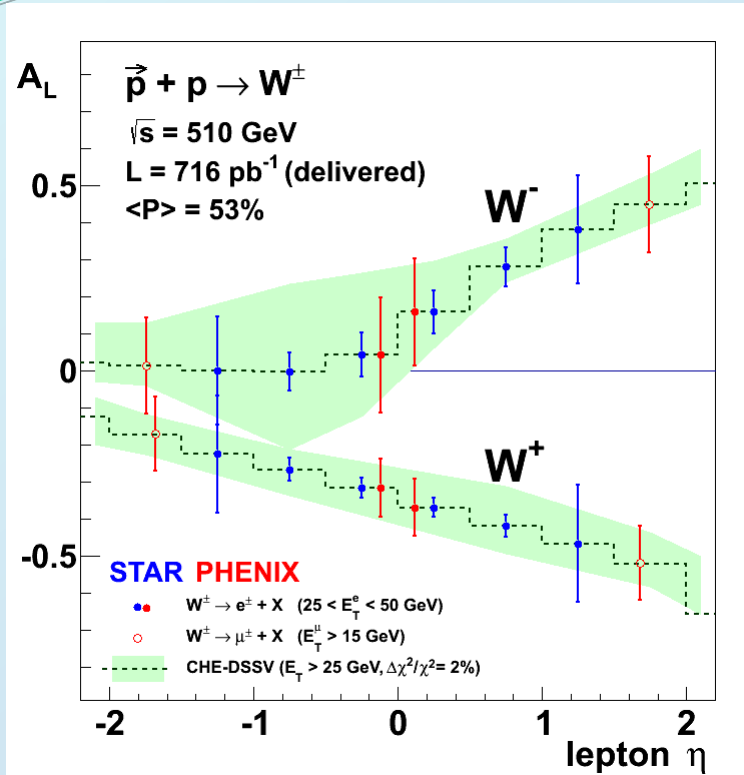 A_L
p⃗ + p → W^±
√s = 510 GeV
L = 716 pb^-1 (delivered)
<P> = 53%
W^-
0.5
0
W^+
-0.5
STAR PHENIX
W^± → e^± + X (25 < E_T^e < 50 GeV)
W^± → μ^± + X (E_T^μ > 15 GeV)
CHE-DSSV (E_T > 25 GeV, Δχ²/χ²= 2%)
-2 -1 0 1 2
lepton η